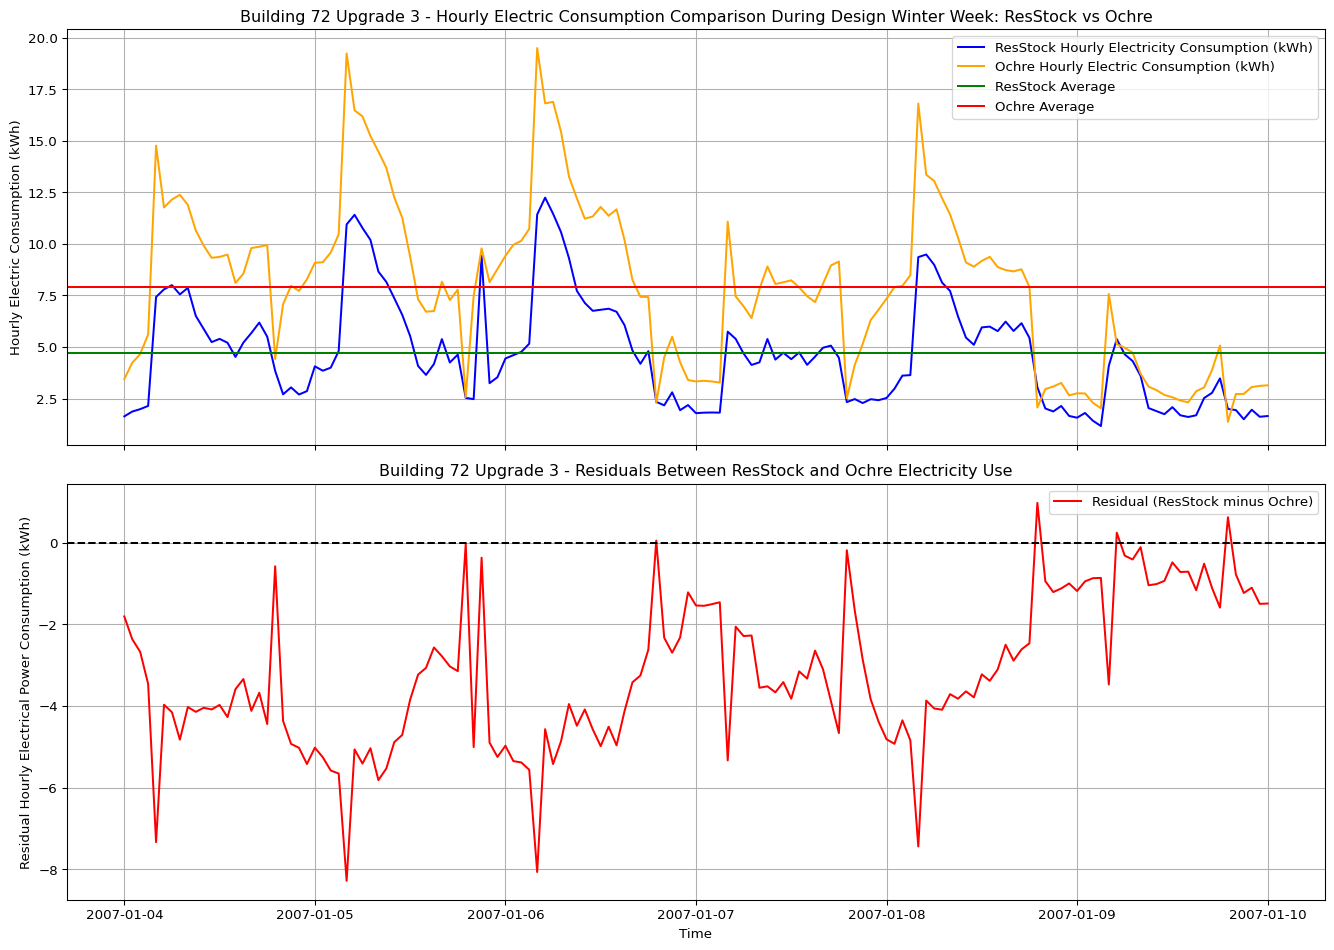 Building 72 Upgrade 3 - Hourly Electric Consumption Comparison During Design Winter Week: ResStock vs Ochre
Hourly Electric Consumption (kWh)
20.0
17.5
15.0
12.5
10.0
7.5
5.0
2.5
ResStock Hourly Electricity Consumption (kWh)
Ochre Hourly Electric Consumption (kWh)
ResStock Average
Ochre Average
Building 72 Upgrade 3 - Residuals Between ResStock and Ochre Electricity Use
Residual Hourly Electrical Power Consumption (kWh)
0
−2
−4
−6
−8
Residual (ResStock minus Ochre)
2007-01-04
2007-01-05
2007-01-06
2007-01-07
2007-01-08
2007-01-09
2007-01-10
Time